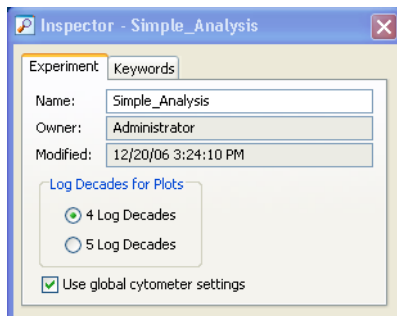 Inspector - Simple_Analysis
Experiment Keywords
Name: Simple_Analysis
Owner: Administrator
Modified: 12/20/06 3:24:10 PM
Log Decades for Plots
4 Log Decades
5 Log Decades
Use global cytometer settings